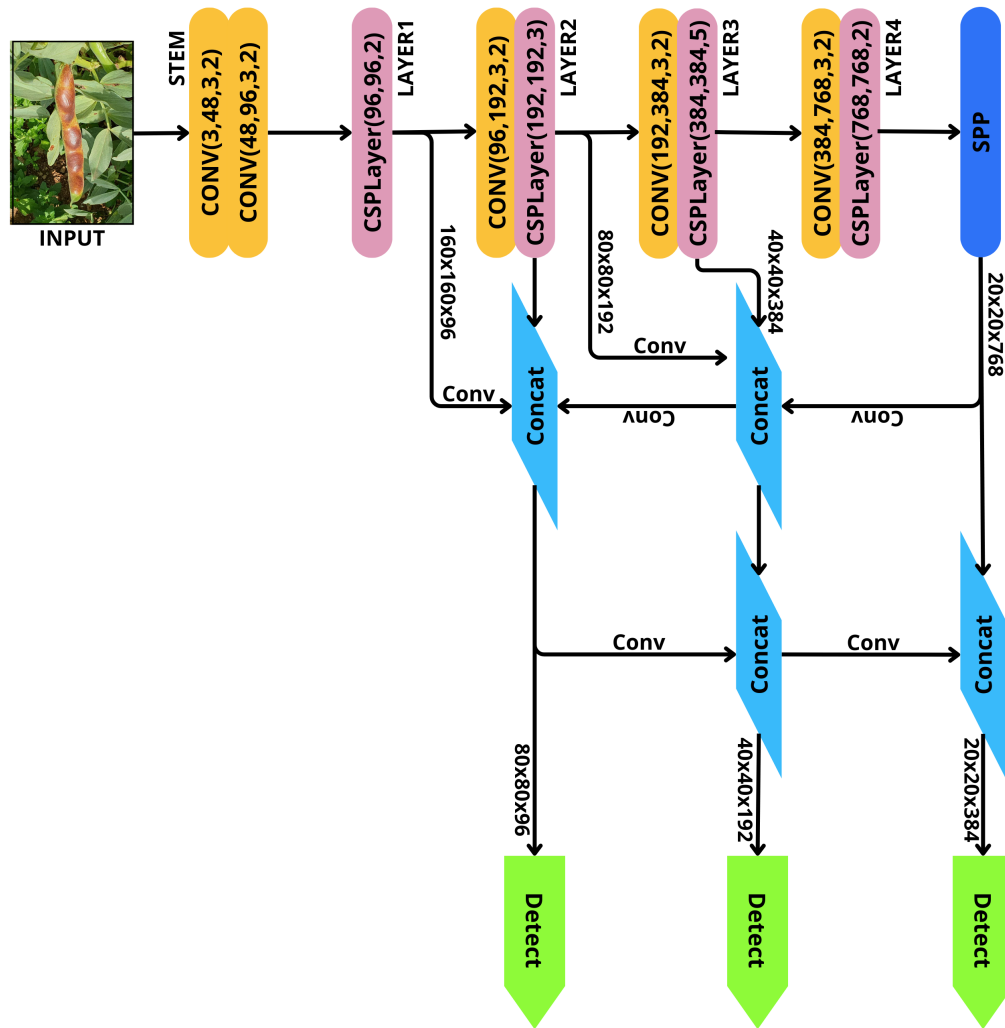 INPUT
STEM
CONV(3,48,3,2)
CONV(48,96,3,2)
CSPLayer(96,96,2)
LAYER1
CONV(96,192,3,2)
CSPLayer(192,192,3)
LAYER2
CONV(192,384,3,2)
CSPLayer(384,384,5)
LAYER3
CONV(384,768,3,2)
CSPLayer(768,768,2)
LAYER4
SPP
160x160x96
80x80x192
40x40x384
20x20x768
Conv
Conv
Concat
Conv
Concat
Conv
Conv
Concat
Conv
Concat
80x80x96
40x40x192
20x20x384
Detect
Detect
Detect